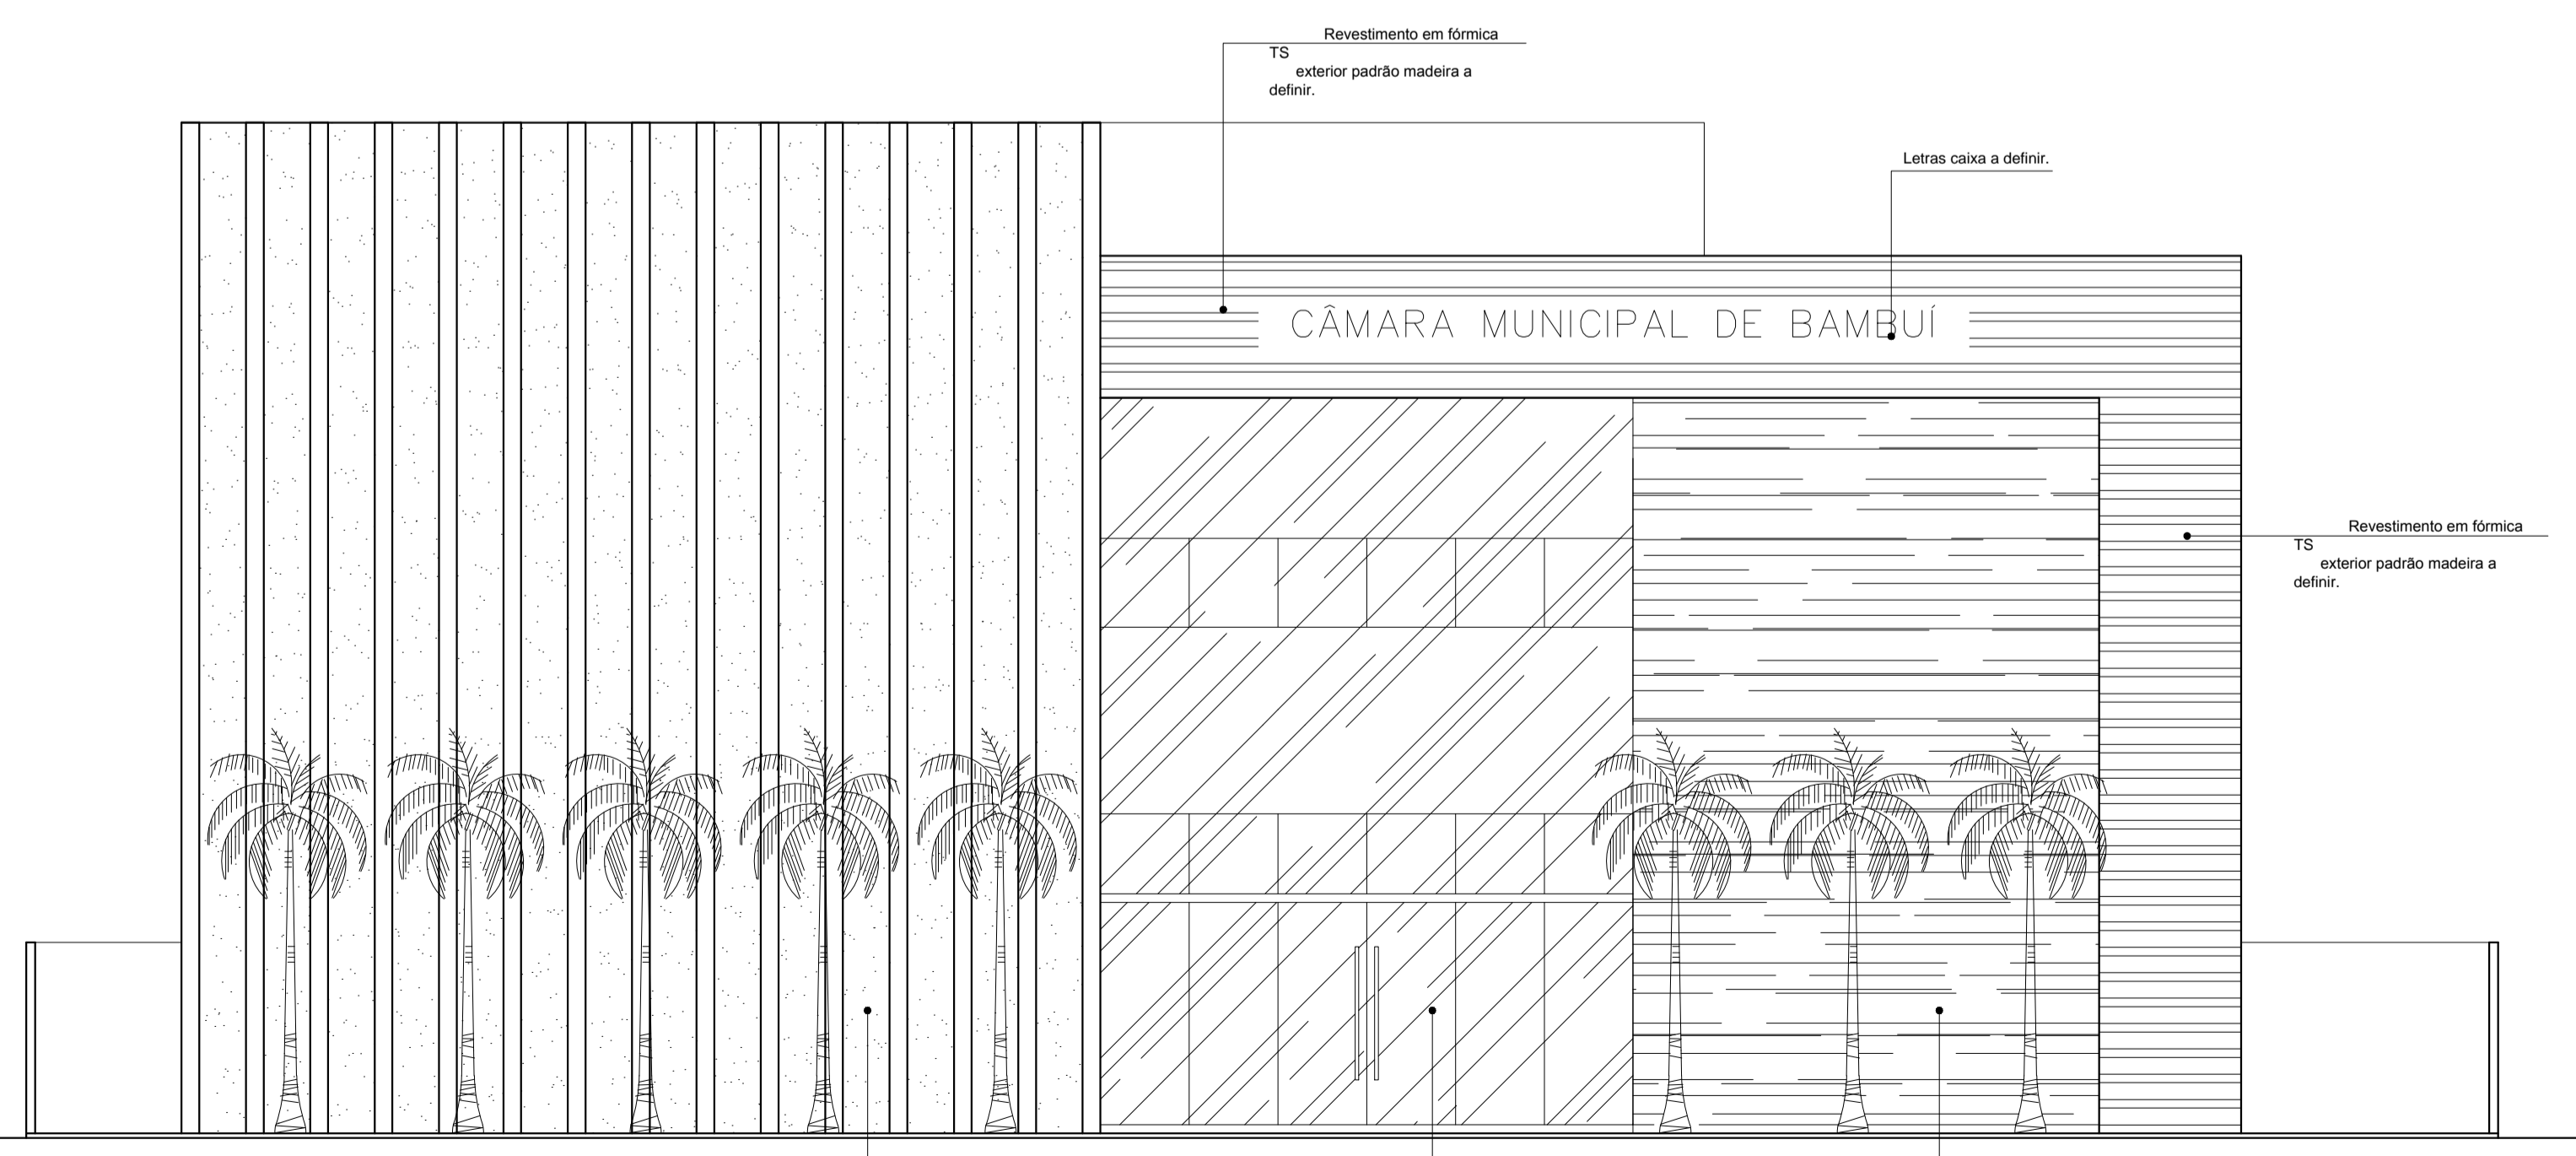 Revestimento em fórmica
TS
exterior padrão madeira a
definir.
Letras caixa a definir.
CÂMARA MUNICIPAL DE BAMBUÍ
Revestimento em fórmica
TS
exterior padrão madeira a
definir.